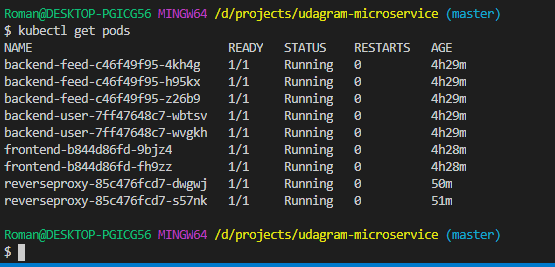 Roman@DESKTOP-PGICG56 MINGW64 /d/projects/udagram-microservice (master)
$ kubectl get pods
NAME READY STATUS RESTARTS AGE
backend-feed-c46f49f95-4kh4g 1/1 Running 0 4h29m
backend-feed-c46f49f95-h95kx 1/1 Running 0 4h29m
backend-feed-c46f49f95-z26b9 1/1 Running 0 4h29m
backend-user-7ff47648c7-wbtsv 1/1 Running 0 4h29m
backend-user-7ff47648c7-wvgkh 1/1 Running 0 4h29m
frontend-b844d86fd-9bjz4 1/1 Running 0 4h28m
frontend-b844d86fd-fh9zz 1/1 Running 0 4h28m
reverseproxy-85c476fcd7-dwgwj 1/1 Running 0 50m
reverseproxy-85c476fcd7-s57nk 1/1 Running 0 51m
Roman@DESKTOP-PGICG56 MINGW64 /d/projects/udagram-microservice (master)
$